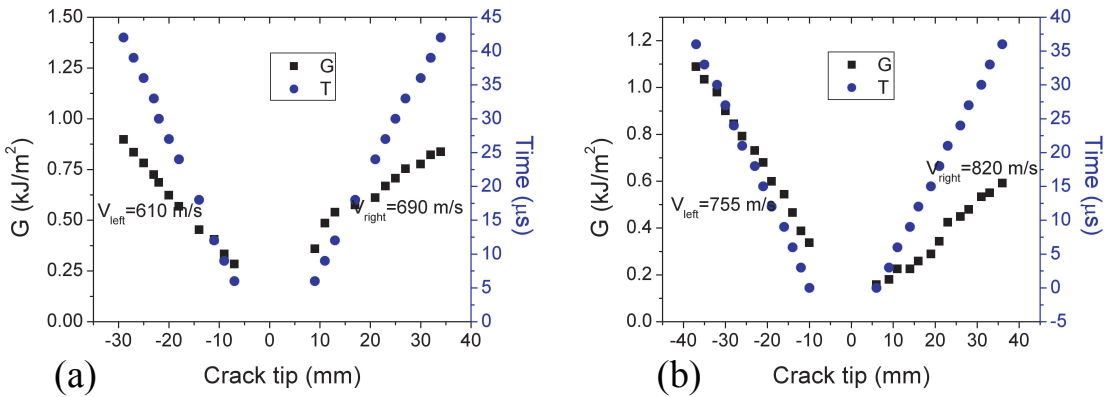 1.50
1.25
1.00
0.75
0.50
0.25
0.00
G (kJ/m²)
45
40
35
30
25
20
15
10
5
0
Time (μs)
G
T
V_left=610 m/s
V_right=690 m/s
-30 -20 -10 0 10 20 30 40
Crack tip (mm)
(a)
1.2
1.0
0.8
0.6
0.4
0.2
0.0
G (kJ/m²)
40
35
30
25
20
15
10
5
0
-5
Time (μs)
G
T
V_left=755 m/s
V_right=820 m/s
-40 -30 -20 -10 0 10 20 30 40
Crack tip (mm)
(b)